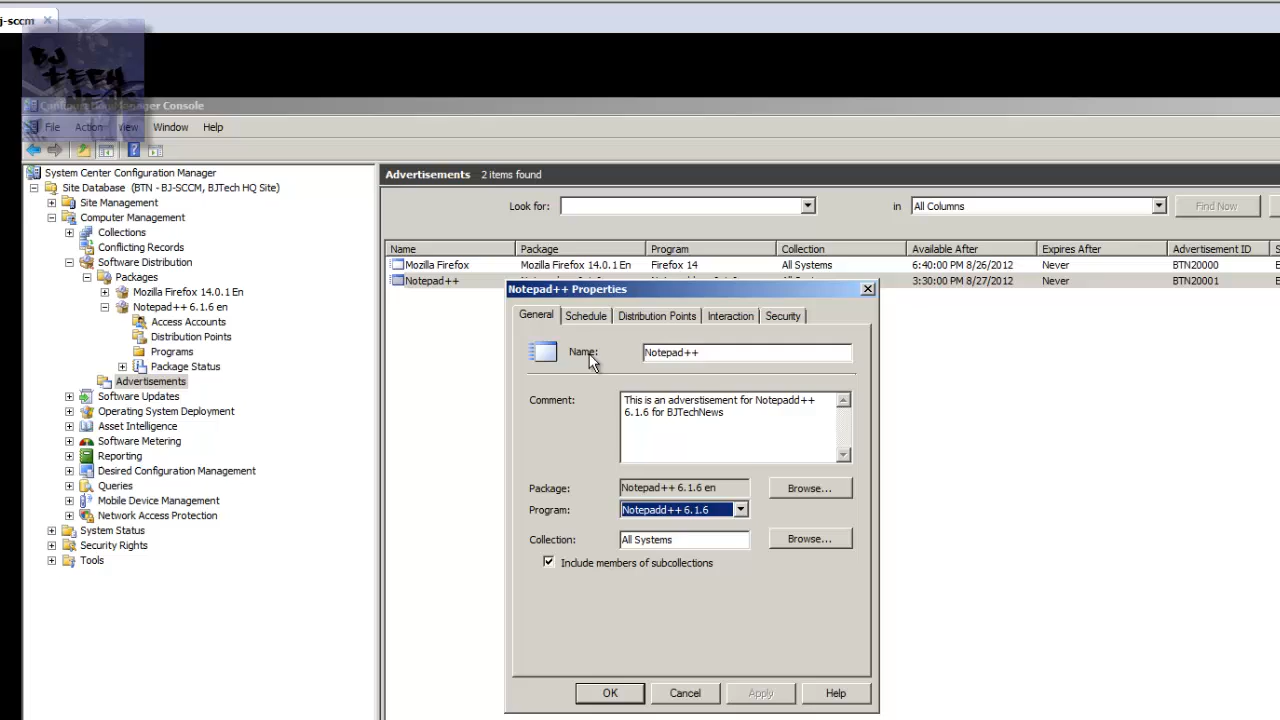 j-sccm
BJ
TECH
Configuration Manager Console
File Action View Window Help
System Center Configuration Manager
Site Database (BTN - BJ-SCCM, BJTech HQ Site)
Site Management
Computer Management
Collections
Conflicting Records
Software Distribution
Packages
Mozilla Firefox 14.0.1 En
Notepad++ 6.1.6 en
Access Accounts
Distribution Points
Programs
Package Status
Advertisements
Software Updates
Operating System Deployment
Asset Intelligence
Software Metering
Reporting
Desired Configuration Management
Queries
Mobile Device Management
Network Access Protection
System Status
Security Rights
Tools
Advertisements 2 items found
Look for: in All Columns Find Now
Name Package Program Collection Available After Expires After Advertisement ID S
Mozilla Firefox Mozilla Firefox 14.0.1 En Firefox 14 All Systems 6:40:00 PM 8/26/2012 Never BTN20000
Notepad++ 3:30:00 PM 8/27/2012 Never BTN20001
Notepad++ Properties
General Schedule Distribution Points Interaction Security
Name: Notepad++
Comment: This is an adverstisement for Notepadd++
6.1.6 for BJTechNews
Package: Notepad++ 6.1.6 en Browse...
Program: Notepadd++ 6.1.6
Collection: All Systems Browse...
Include members of subcollections
OK Cancel Apply Help